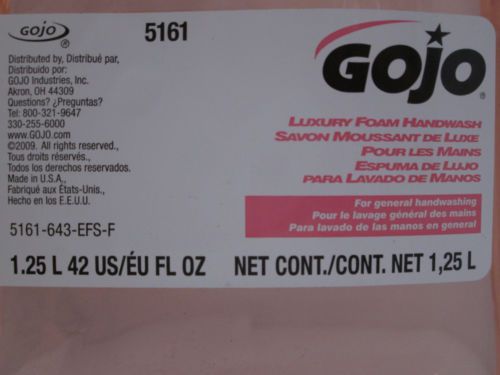 GOJO
5161
Distributed by, Distribué par,
Distribuido por:
GOJO Industries, Inc.
Akron, OH 44309
Questions? ¿Preguntas?
Tel: 800-321-9647
330-255-6000
www.GOJO.com
©2009. All rights reserved.,
Tous droits réservés.,
Todos los derechos reservados.
Made in U.S.A.,
Fabriqué aux États-Unis.,
Hecho en los E.E.U.U.
5161-643-EFS-F
GOJO
LUXURY FOAM HANDWASH
SAVON MOUSSANT DE LUXE
POUR LES MAINS
ESPUMA DE LUJO
PARA LAVADO DE MANOS
For general handwashing
Pour le lavage général des mains
Para lavado de las manos en general
1.25 L 42 US/ÉU FL OZ NET CONT./CONT. NET 1,25 L